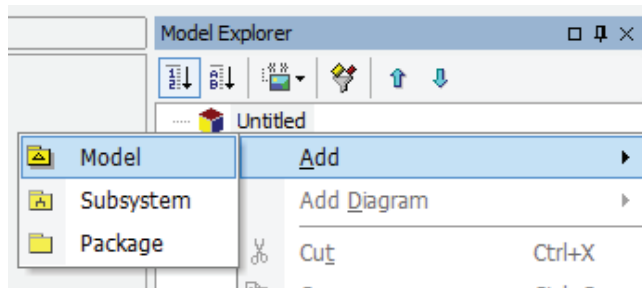 Model Explorer
Untitled
Model
Add
Subsystem
Add Diagram
Package
Cut Ctrl+X